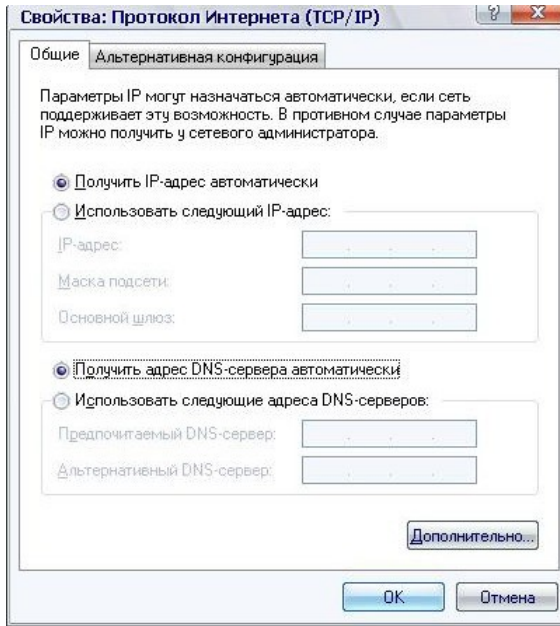 Свойства: Протокол Интернета (TCP/IP)
? X
Общие Альтернативная конфигурация
Параметры IP могут назначаться автоматически, если сеть
поддерживает эту возможность. В противном случае параметры
IP можно получить у сетевого администратора.
Получить IP-адрес автоматически
Использовать следующий IP-адрес:
IP-адрес:
Маска подсети:
Основной шлюз:
Получить адрес DNS-сервера автоматически
Использовать следующие адреса DNS-серверов:
Предпочитаемый DNS-сервер:
Альтернативный DNS-сервер:
Дополнительно...
OK Отмена